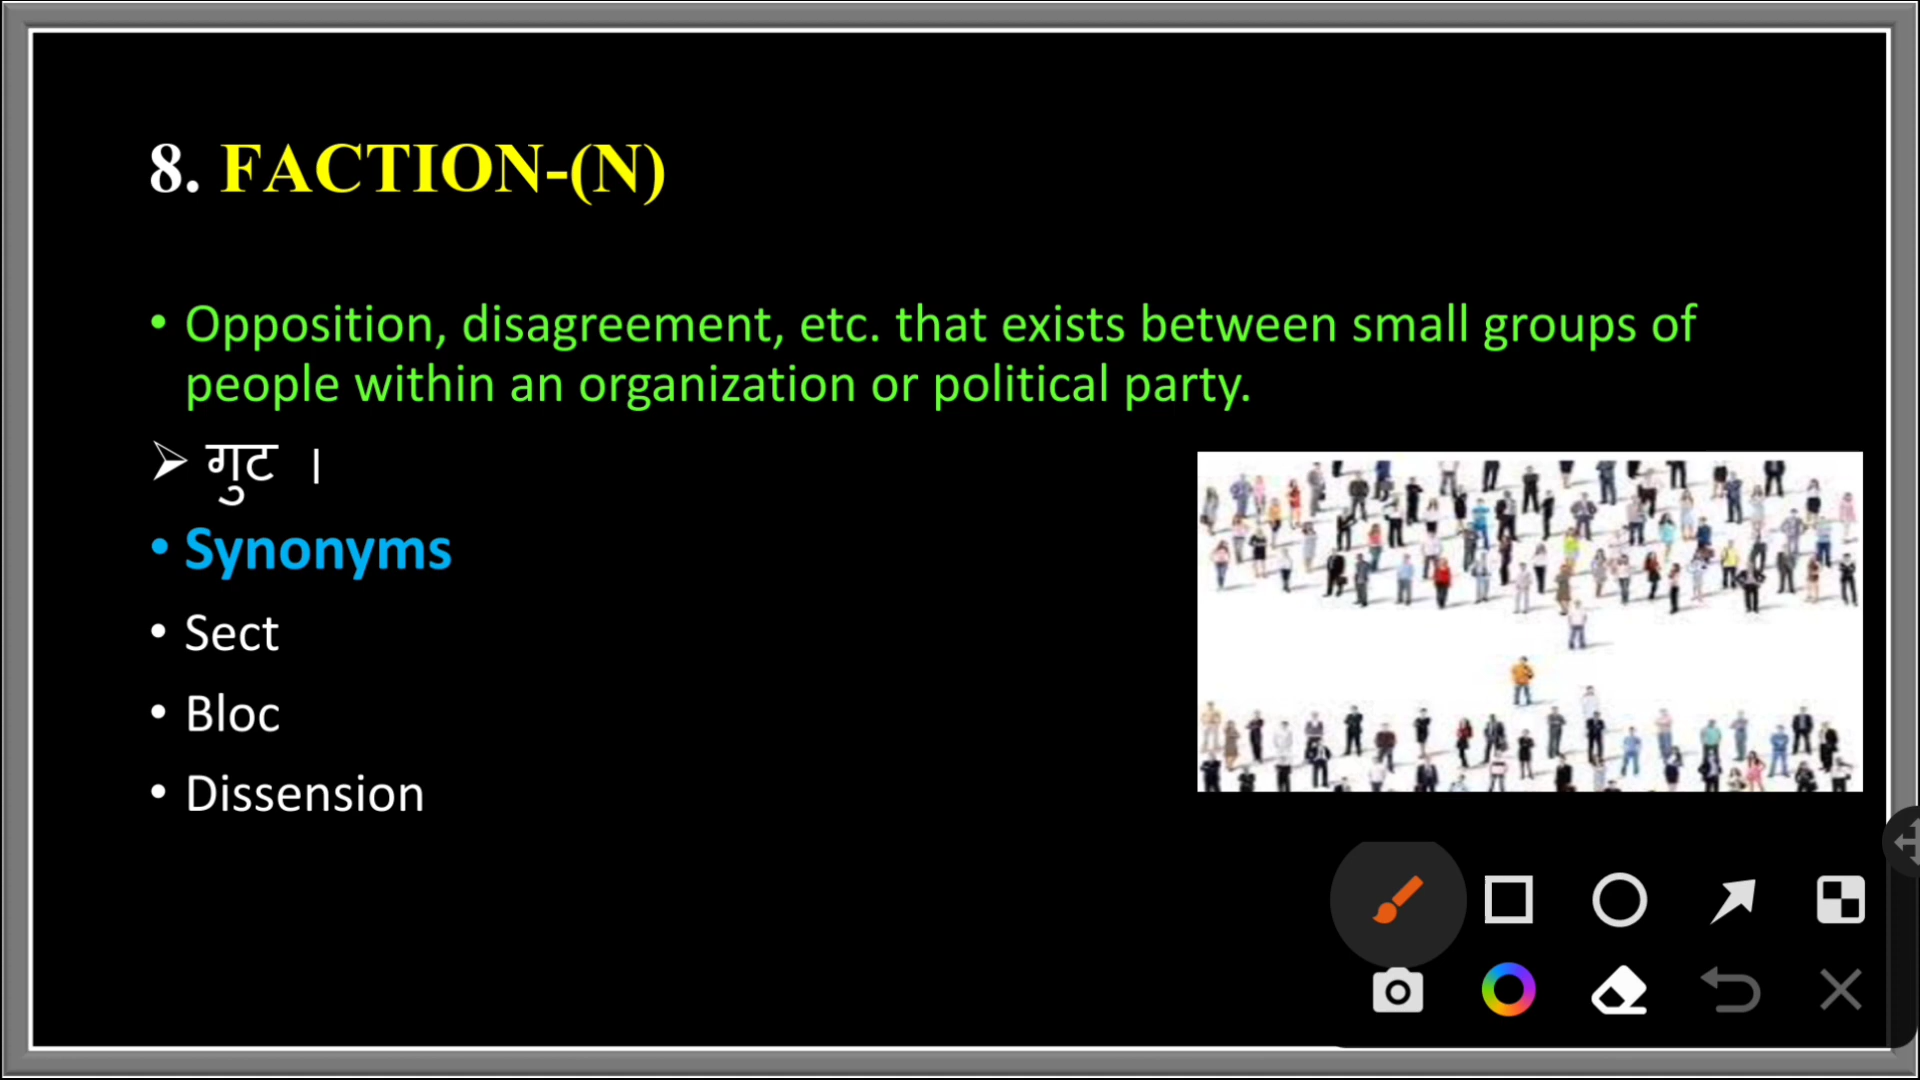 8. FACTION-(N)
• Opposition, disagreement, etc. that exists between small groups of
people within an organization or political party.
➢ गुट ।
• Synonyms
• Sect
• Bloc
• Dissension